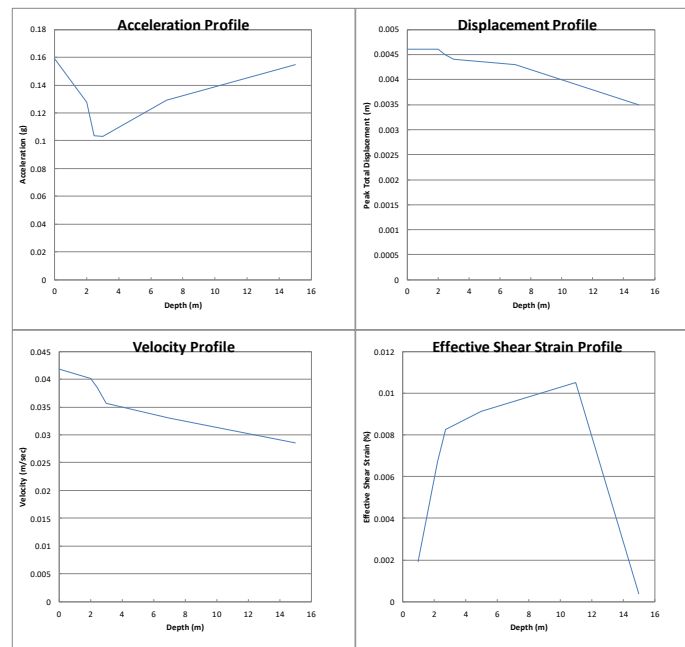 Acceleration Profile
0.18
0.16
0.14
0.12
0.1
0.08
0.06
0.04
0.02
0
Acceleration (g)
0 2 4 6 8 10 12 14 16
Depth (m)
Displacement Profile
0.005
0.0045
0.004
0.0035
0.003
0.0025
0.002
0.0015
0.001
0.0005
0
Peak Total Displacement (m)
0 2 4 6 8 10 12 14 16
Depth (m)
Velocity Profile
0.045
0.04
0.035
0.03
0.025
0.02
0.015
0.01
0.005
0
Velocity (m/sec)
0 2 4 6 8 10 12 14 16
Depth (m)
Effective Shear Strain Profile
0.012
0.01
0.008
0.006
0.004
0.002
0
Effective Shear Strain (%)
0 2 4 6 8 10 12 14 16
Depth (m)